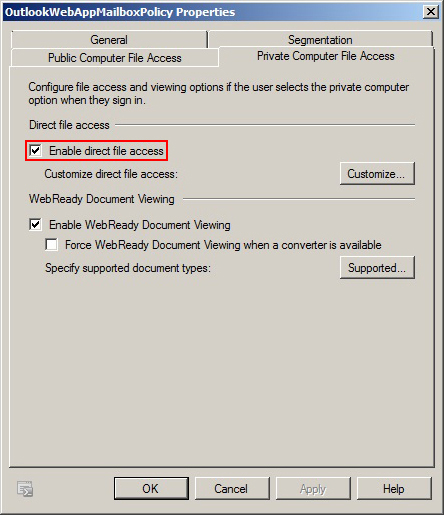 OutlookWebAppMailboxPolicy Properties
General Segmentation
Public Computer File Access Private Computer File Access
Configure file access and viewing options if the user selects the private computer
option when they sign in.
Direct file access
Enable direct file access
Customize direct file access: Customize...
WebReady Document Viewing
Enable WebReady Document Viewing
Force WebReady Document Viewing when a converter is available
Specify supported document types: Supported...
OK Cancel Apply Help